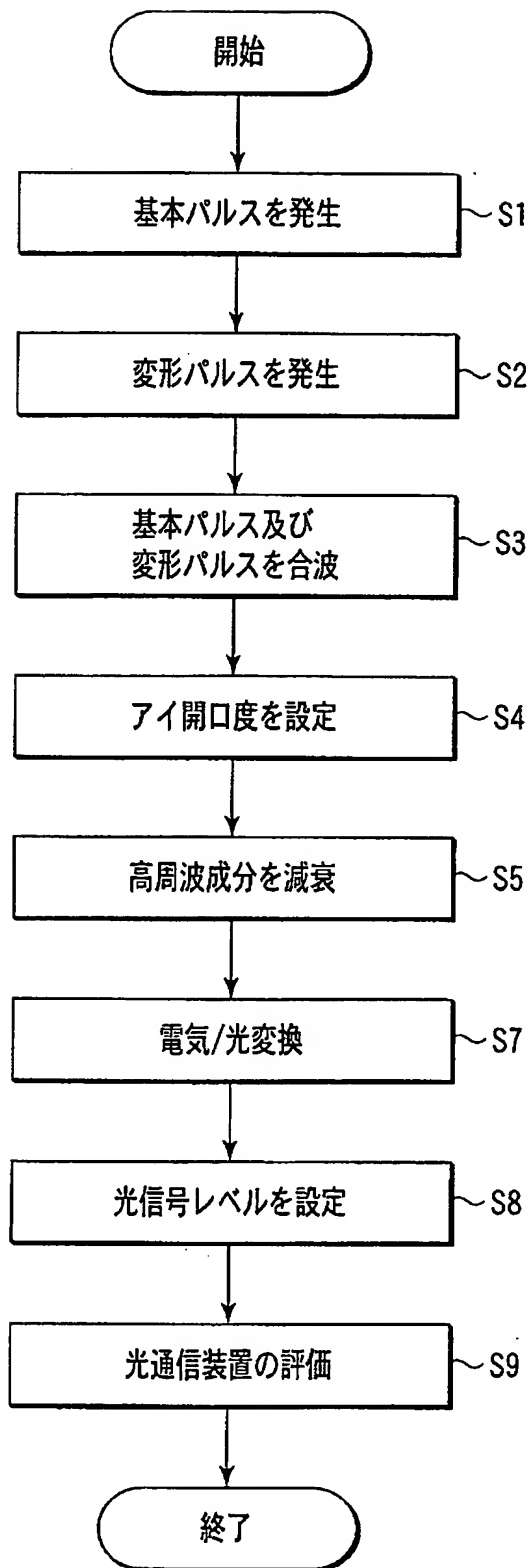 開始
基本パルスを発生
~S1
変形パルスを発生
~S2
基本パルス及び
変形パルスを合波
~S3
アイ開口度を設定
~S4
高周波成分を減衰
~S5
電気/光変換
~S7
光信号レベルを設定
~S8
光通信装置の評価
~S9
終了